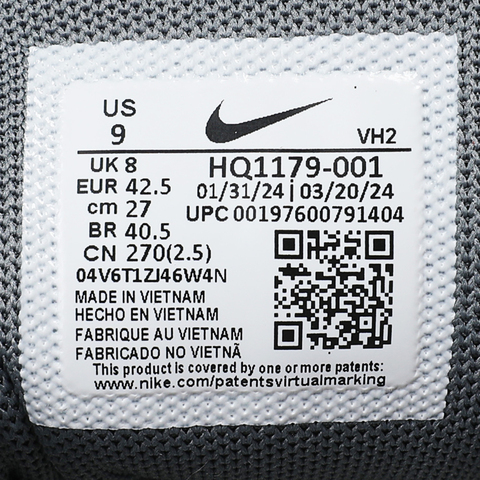 US
9
VH2
UK 8
EUR 42.5
cm 27
BR 40.5
CN 270(2.5)
04V6T1ZJ46W4N
HQ1179-001
01/31/24 | 03/20/24
UPC 00197600791404
MADE IN VIETNAM
HECHO EN VIETNAM
FABRIQUE AU VIETNAM
FABRICADO NO VIETNÃ
This product is covered by one or more patents:
www.nike.com/patentsvirtualmarking